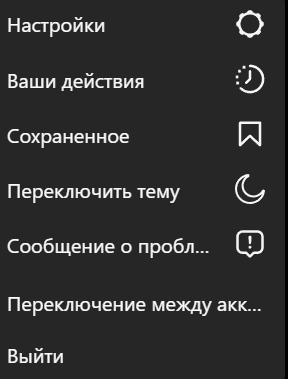 Настройки
Ваши действия
Сохраненное
Переключить тему
Сообщение о пробл...
Переключение между акк...
Выйти